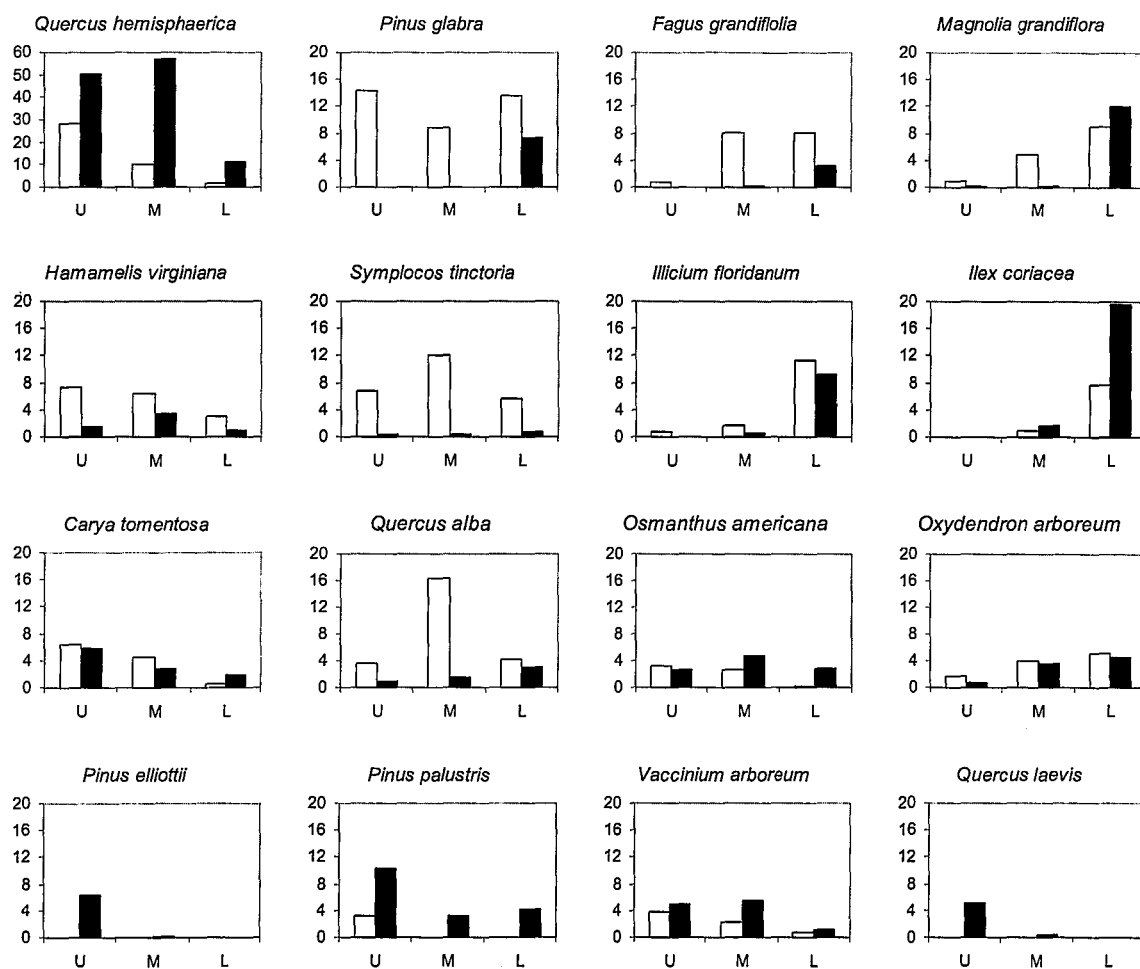 Quercus hemisphaerica Pinus glabra Fagus grandiflolia Magnolia grandiflora
60 20 20 20
50 16 16 16
40 12 12 12
30 8 8 8
20 4 4 4
10 0 0 0
0
U M L U M L U M L U M L
Hamamelis virginiana Symplocos tinctoria Illicium floridanum Ilex coriacea
20 20 20 20
16 16 16 16
12 12 12 12
8 8 8 8
4 4 4 4
0 0 0 0
U M L U M L U M L U M L
Carya tomentosa Quercus alba Osmanthus americana Oxydendron arboreum
20 20 20 20
16 16 16 16
12 12 12 12
8 8 8 8
4 4 4 4
0 0 0 0
U M L U M L U M L U M L
Pinus elliottii Pinus palustris Vaccinium arboreum Quercus laevis
20 20 20 20
16 16 16 16
12 12 12 12
8 8 8 8
4 4 4 4
0 0 0 0
U M L U M L U M L U M L